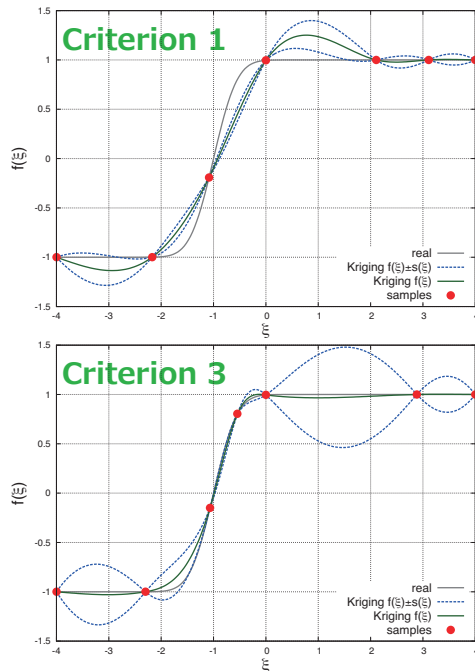 Criterion 1
1.5
1
0.5
0
-0.5
-1
-1.5
f(ξ)
real
Kriging f(ξ)±s(ξ)
Kriging f(ξ)
samples
-4 -3 -2 -1 0 1 2 3 4
ξ
Criterion 3
1.5
1
0.5
0
-0.5
-1
-1.5
f(ξ)
real
Kriging f(ξ)±s(ξ)
Kriging f(ξ)
samples
-4 -3 -2 -1 0 1 2 3 4
ξ